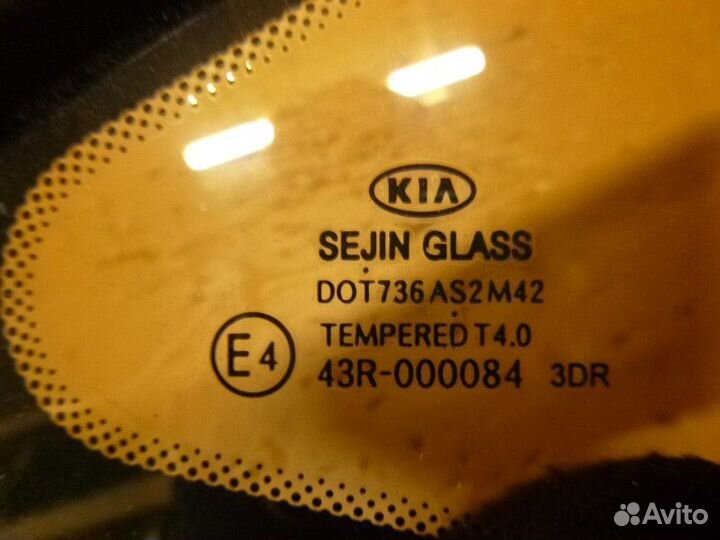 KIA
SEJIN GLASS
DOT736 AS2 M42
TEMPERED T4.0
E4
43R-000084 3DR
Avito